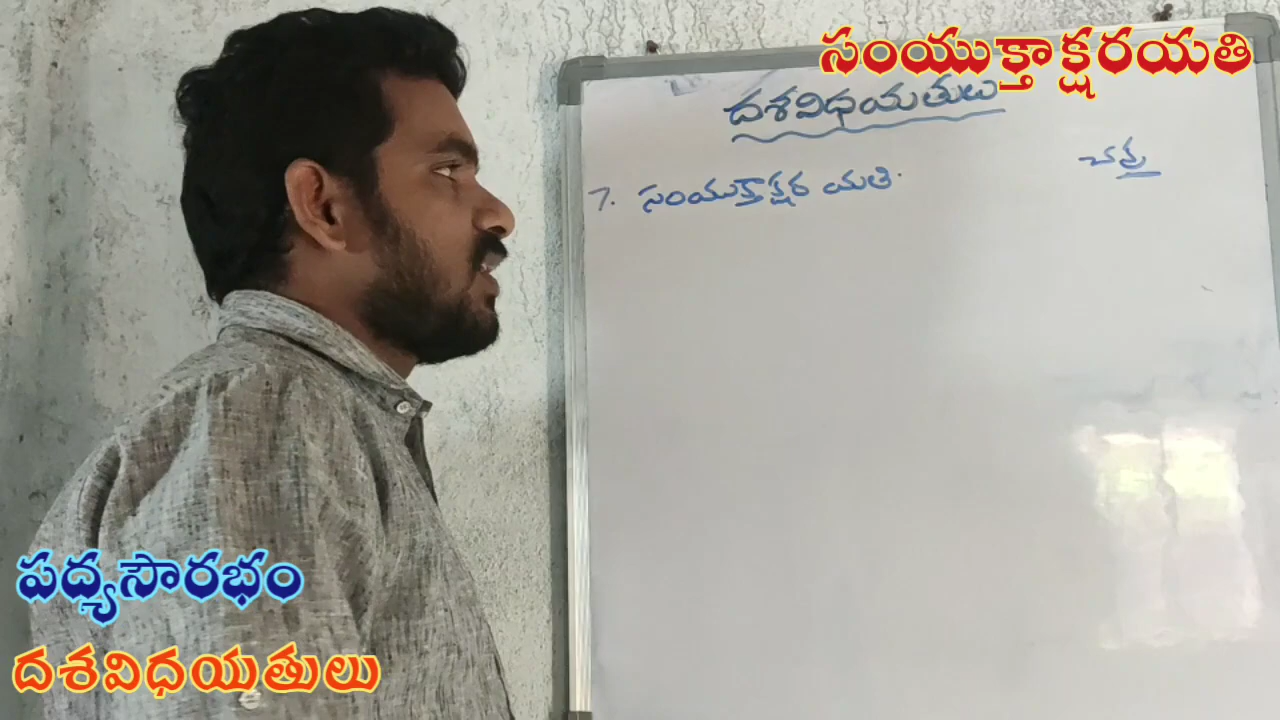 సంయుక్తాక్షరయతి
దశవిధయతులు
చక్ర
7. సంయుక్తాక్షర యతి.
పద్యసౌరభం
దశవిధయతులు